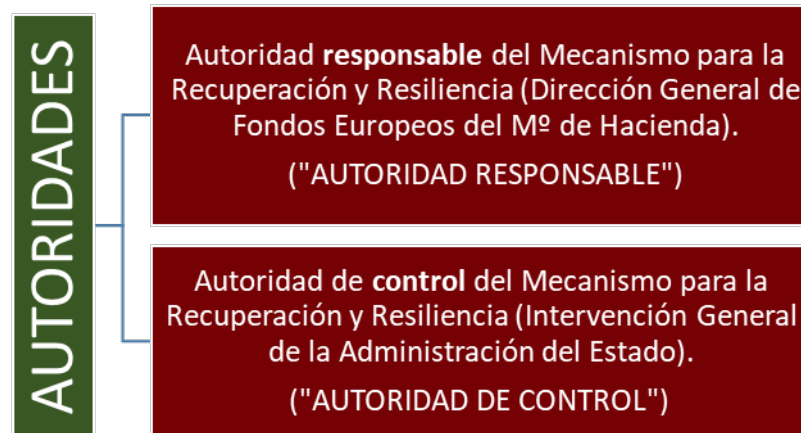 AUTORIDADES
Autoridad responsable del Mecanismo para la
Recuperación y Resiliencia (Dirección General de
Fondos Europeos del Mº de Hacienda).
("AUTORIDAD RESPONSABLE")
Autoridad de control del Mecanismo para la
Recuperación y Resiliencia (Intervención General
de la Administración del Estado).
("AUTORIDAD DE CONTROL")